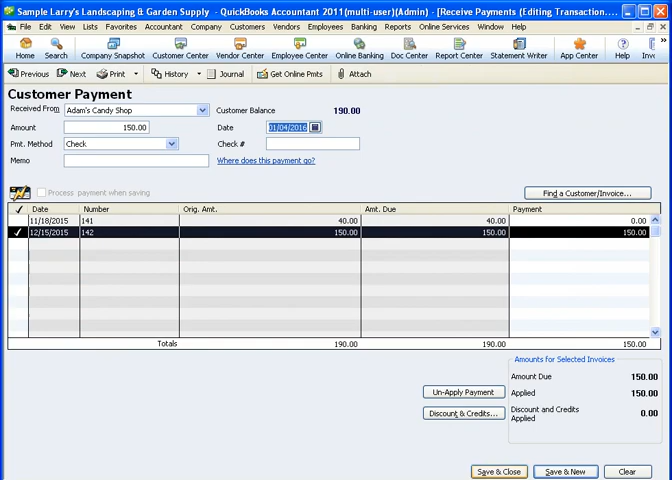 Sample Larry's Landscaping & Garden Supply - QuickBooks Accountant 2011(multi-user)(Admin) - [Receive Payments (Editing Transaction....
File Edit View Lists Favorites Accountant Company Customers Vendors Employees Banking Reports Online Services Window Help
Home Search Company Snapshot Customer Center Vendor Center Employee Center Online Banking Doc Center Report Center Statement Writer App Center Help Inv
Previous Next Print History Journal Get Online Pmts Attach
Customer Payment
Received From Adam's Candy Shop Customer Balance 190.00
Amount 150.00 Date 01/04/2016
Pmt. Method Check Check #
Memo Where does this payment go?
Process payment when saving Find a Customer/Invoice...
Date Number Orig. Amt. Amt. Due Payment
11/18/2015 141 40.00 40.00 0.00
12/15/2015 142 150.00 150.00 150.00
Totals 190.00 190.00 150.00
Amounts for Selected Invoices
Amount Due 150.00
Un-Apply Payment Applied 150.00
Discount & Credits... Discount and Credits Applied 0.00
Save & Close Save & New Clear